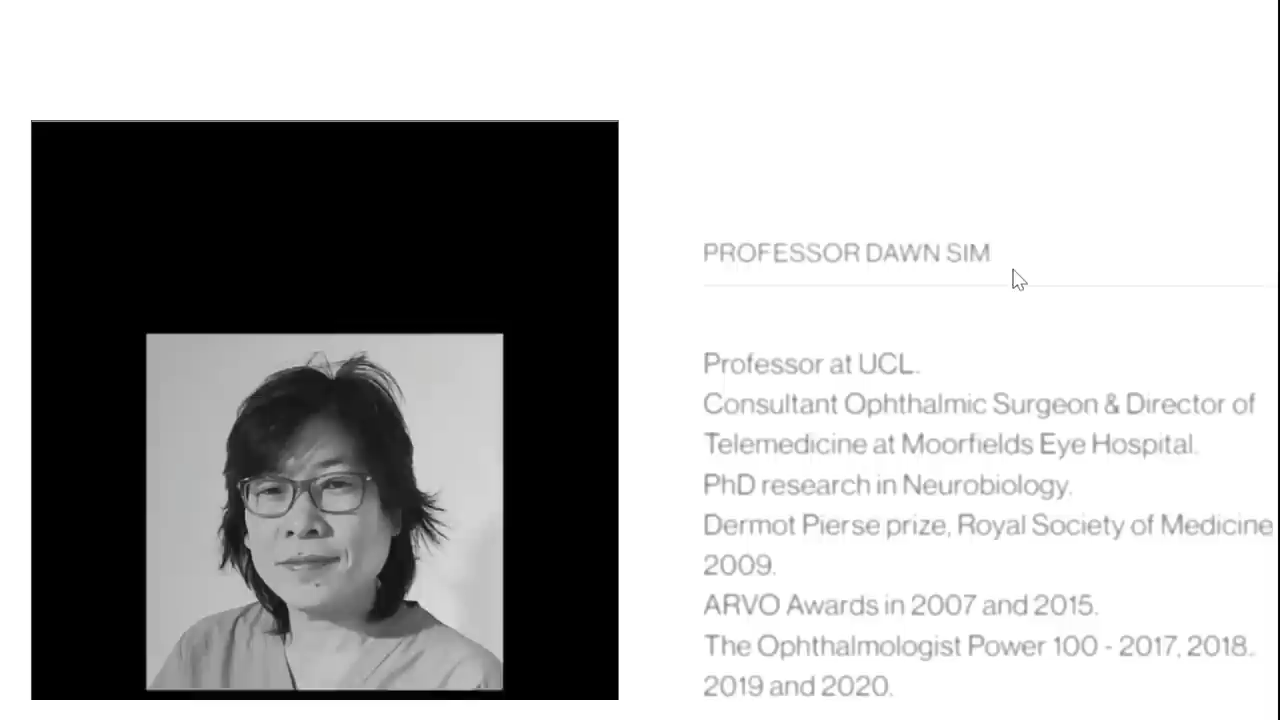 PROFESSOR DAWN SIM
Professor at UCL.
Consultant Ophthalmic Surgeon & Director of
Telemedicine at Moorfields Eye Hospital.
PhD research in Neurobiology.
Dermot Pierse prize, Royal Society of Medicine
2009.
ARVO Awards in 2007 and 2015.
The Ophthalmologist Power 100 - 2017, 2018.
2019 and 2020.